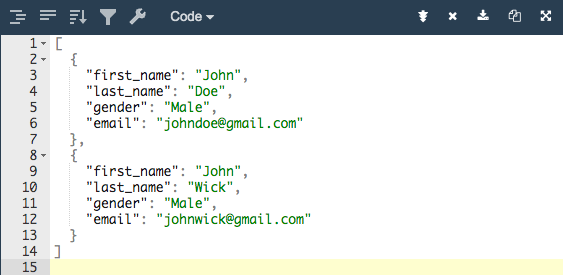 Code
1 [
2 {
3 "first_name": "John",
4 "last_name": "Doe",
5 "gender": "Male",
6 "email": "johndoe@gmail.com"
7 },
8 {
9 "first_name": "John",
10 "last_name": "Wick",
11 "gender": "Male",
12 "email": "johnwick@gmail.com"
13 }
14 ]
15